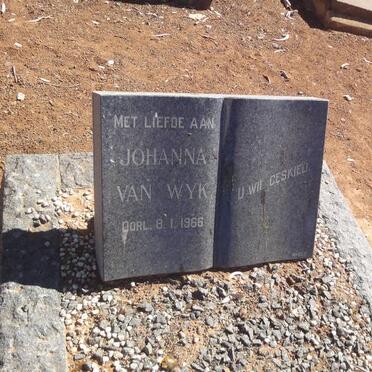 MET LIEFDE AAN
JOHANNA
VAN WYK
OORL. 8.1.1966
U WIL GESKIED